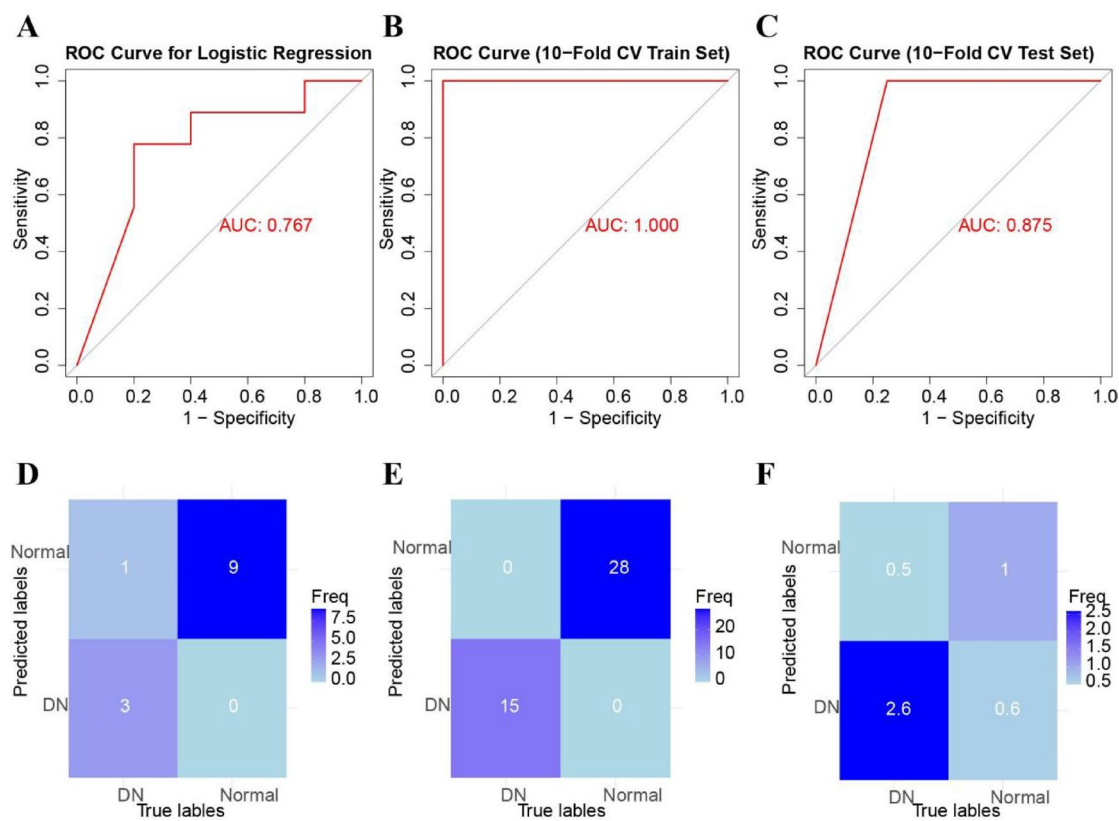 A
ROC Curve for Logistic Regression
Sensitivity
0.0 0.2 0.4 0.6 0.8 1.0
AUC: 0.767
0.0 0.2 0.4 0.6 0.8 1.0
1 − Specificity
B
ROC Curve (10−Fold CV Train Set)
Sensitivity
0.0 0.2 0.4 0.6 0.8 1.0
AUC: 1.000
0.0 0.2 0.4 0.6 0.8 1.0
1 − Specificity
C
ROC Curve (10−Fold CV Test Set)
Sensitivity
0.0 0.2 0.4 0.6 0.8 1.0
AUC: 0.875
0.0 0.2 0.4 0.6 0.8 1.0
1 − Specificity
D
Predicted labels
Normal
1 9
DN
3 0
DN Normal
True lables
Freq
7.5
5.0
2.5
0.0
E
Predicted labels
Normal
0 28
DN
15 0
DN Normal
True lables
Freq
20
10
0
F
Predicted labels
Normal
0.5 1
DN
2.6 0.6
DN Normal
True lables
Freq
2.5
2.0
1.5
1.0
0.5